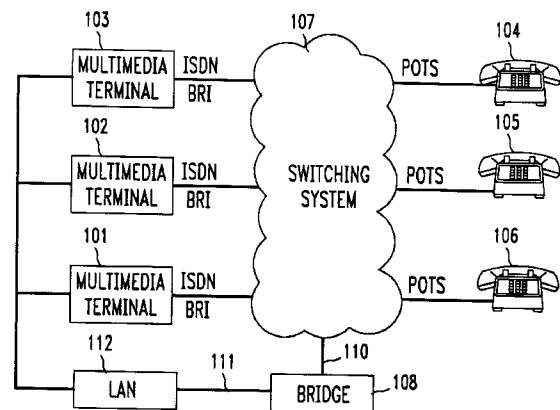 103
107
104
MULTIMEDIA
TERMINAL
ISDN
BRI
POTS
102
105
MULTIMEDIA
TERMINAL
ISDN
BRI
SWITCHING
SYSTEM
POTS
101
106
MULTIMEDIA
TERMINAL
ISDN
BRI
POTS
112
111
110
LAN
BRIDGE
108